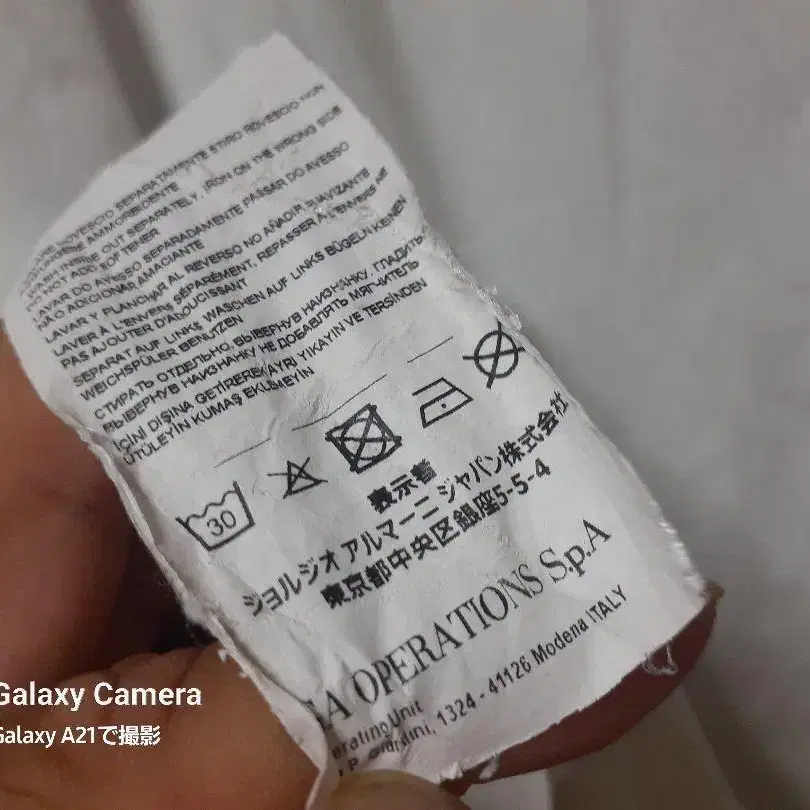 ROVESCIO SEPARATAMENTE STIRO ROVESCIO NON
AMMORBIDENTE
INSIDE OUT SEPARATELY, IRON ON THE WRONG SIDE
NOT ADD SOFTENER
LAVAR DO AVESSO SEPARADAMENTE PASSAR DO AVESSO
NÃO ADICIONAR AMACIANTE
LAVAR Y PLANCHAR AL REVERSO NO AÑADIR SUAVIZANTE
LAVER À L'ENVERS SÉPARÉMENT, REPASSER À L'ENVERS NE
PAS AJOUTER D'ADOUCISSANT
SEPARAT AUF LINKS WASCHEN AUF LINKS BÜGELN KEINEN
WEICHSPÜLER BENUTZEN
СТИРАТЬ ОТДЕЛЬНО, ВЫВЕРНУВ НАИЗНАНКУ, ГЛАДИТЬ
ВЫВЕРНУВ НАИЗНАНКУ НЕ ДОБАВЛЯТЬ МЯГЧИТЕЛЬ
İÇİNİ DIŞINA GETİREREK AYRI YIKAYIN VE TERSİNDEN
ÜTÜLEYİN KUMAŞ
30
表示者
ジョルジオ アルマーニ ジャパン株式会社
東京都中央区銀座5-5-4
GA OPERATIONS S.p.A
erating Unit
1324 - 41126 Modena ITALY
Galaxy Camera
Galaxy A21で撮影